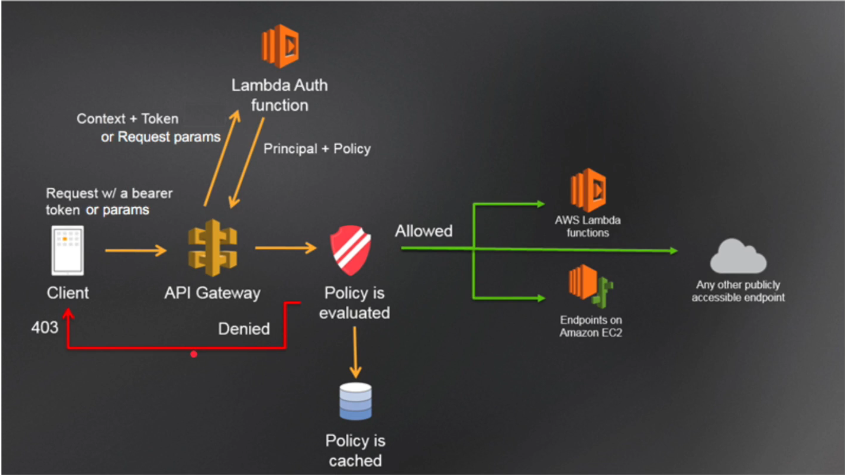 Lambda Auth
function
Context + Token
or Request params
Principal + Policy
Request w/ a bearer
token or params
Client
API Gateway
Policy is
evaluated
Allowed
AWS Lambda
functions
Any other publicly
accessible endpoint
Endpoints on
Amazon EC2
403
Denied
Policy is
cached